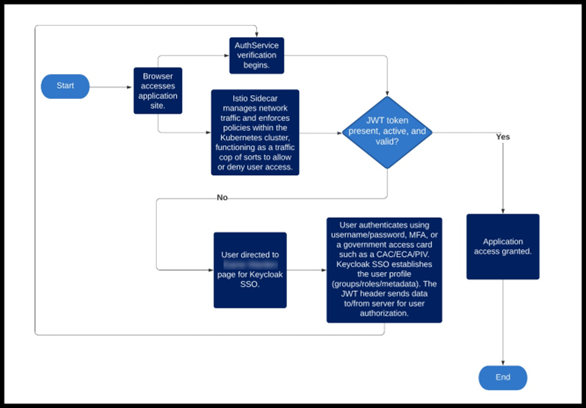 AuthService
verification
begins.
Start
Browser
accesses
application
site.
Istio Sidecar
manages network
traffic and enforces
policies within the
Kubernetes cluster,
functioning as a traffic
cop of sorts to allow
or deny user access.
JWT token
present, active, and
valid?
Yes
No
User directed to
page for Keycloak
SSO.
User authenticates using
username/password, MFA, or
a government access card
such as a CAC/ECA/PIV.
Keycloak SSO establishes
the user profile
(groups/roles/metadata). The
JWT header sends data
to/from server for user
authorization.
Application
access granted.
End